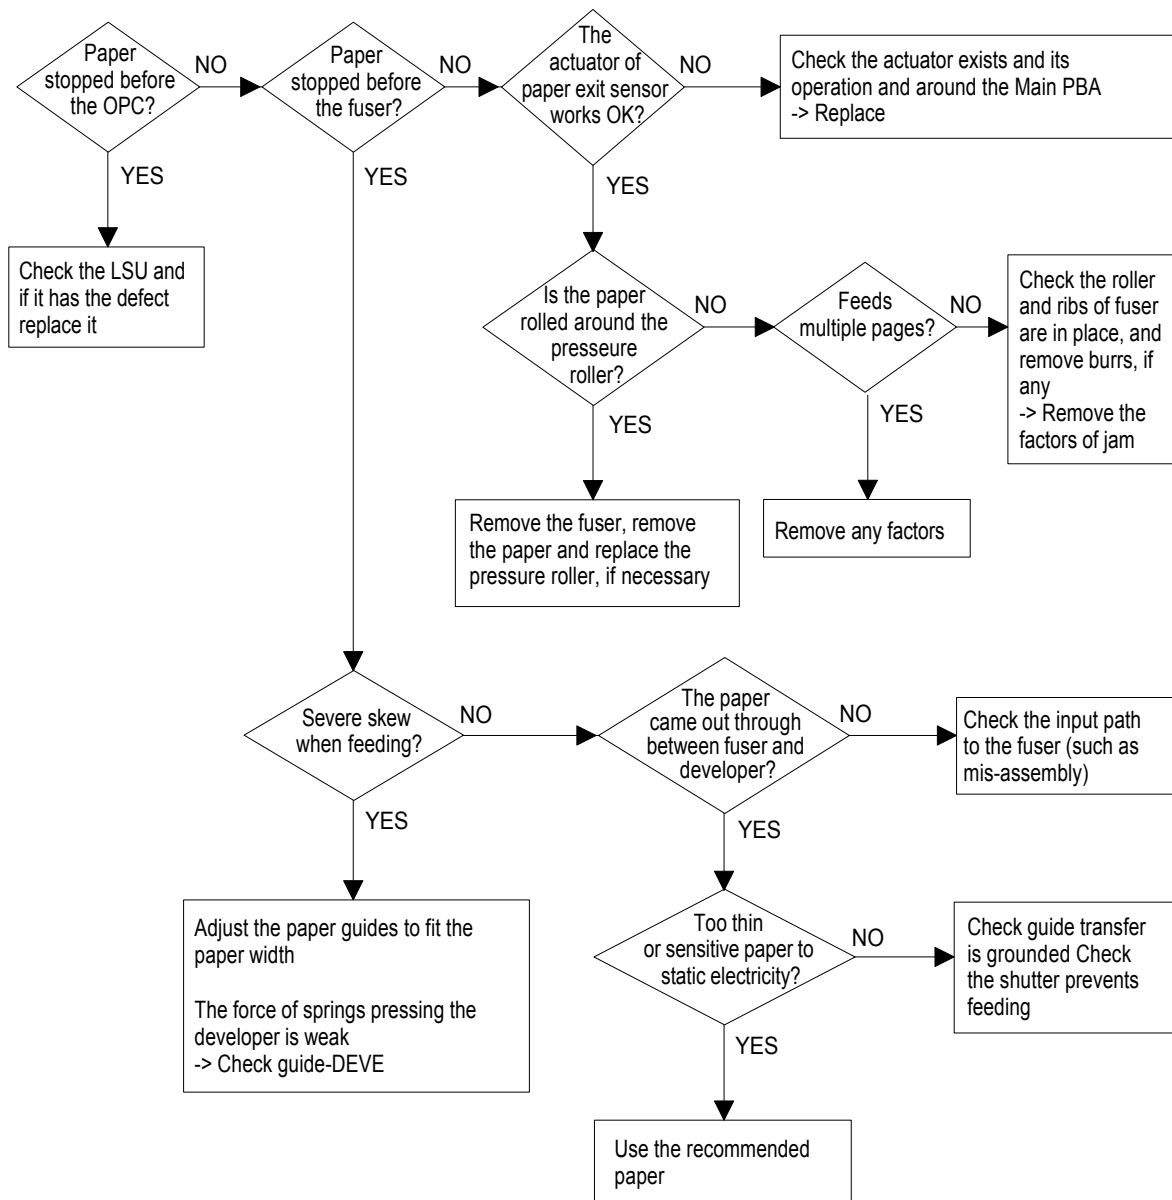 Paper
stopped before
the OPC?
NO
YES
Check the LSU and
if it has the defect
replace it
Paper
stopped before
the fuser?
NO
YES
The
actuator of
paper exit sensor
works OK?
NO
YES
Check the actuator exists and its
operation and around the Main PBA
-> Replace
Is the paper
rolled around the
presseure
roller?
NO
YES
Remove the fuser, remove
the paper and replace the
pressure roller, if necessary
Feeds
multiple pages?
NO
YES
Remove any factors
Check the roller
and ribs of fuser
are in place, and
remove burrs, if
any
-> Remove the
factors of jam
Severe skew
when feeding?
NO
YES
Adjust the paper guides to fit the
paper width
The force of springs pressing the
developer is weak
-> Check guide-DEVE
The paper
came out through
between fuser and
developer?
NO
YES
Check the input path
to the fuser (such as
mis-assembly)
Too thin
or sensitive paper to
static electricity?
NO
YES
Check guide transfer
is grounded Check
the shutter prevents
feeding
Use the recommended
paper